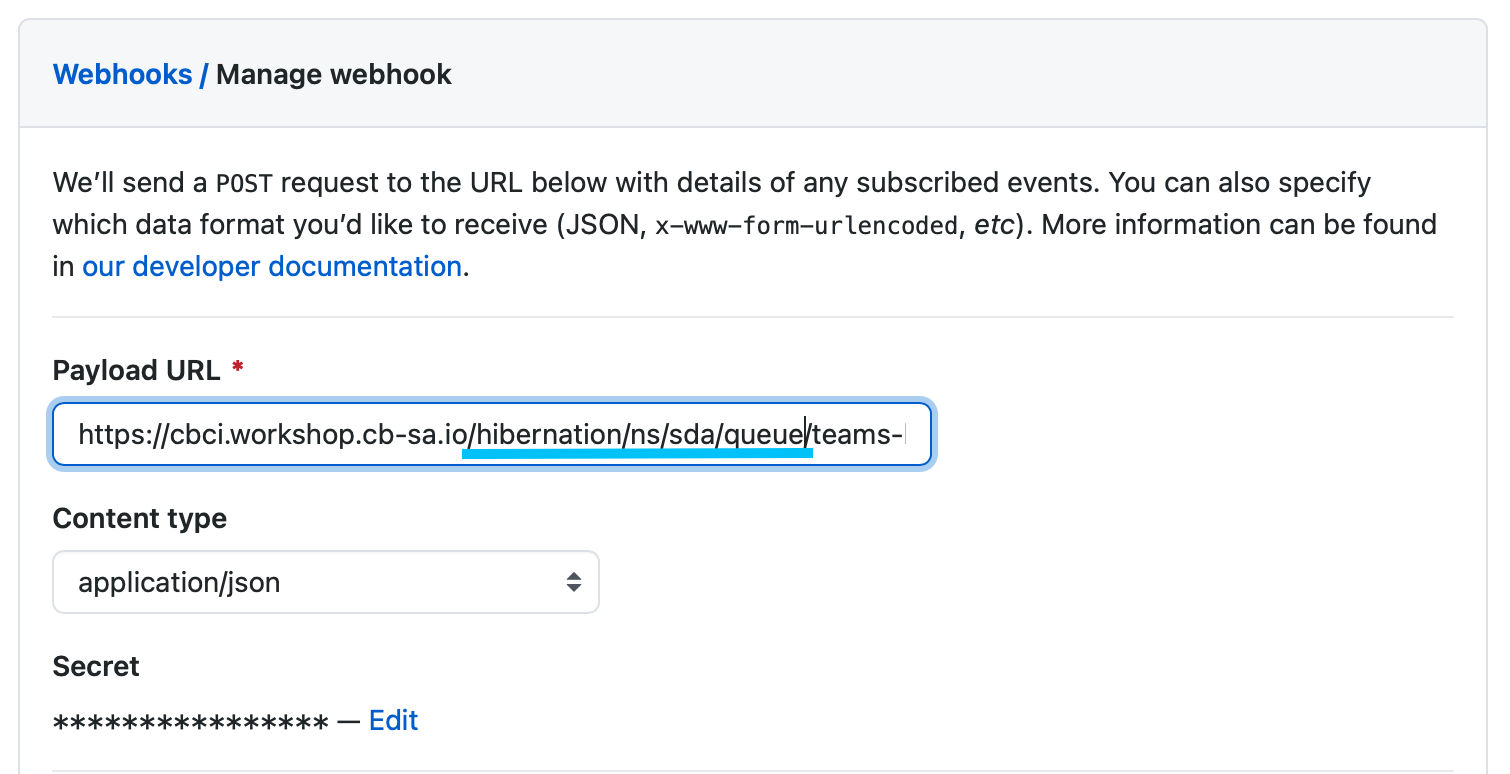 Webhooks / Manage webhook
We’ll send a POST request to the URL below with details of any subscribed events. You can also specify
which data format you’d like to receive (JSON, x-www-form-urlencoded, etc). More information can be found
in our developer documentation.
Payload URL *
https://cbci.workshop.cb-sa.io/hibernation/ns/sda/queue/teams-
Content type
application/json
Secret
**************** — Edit